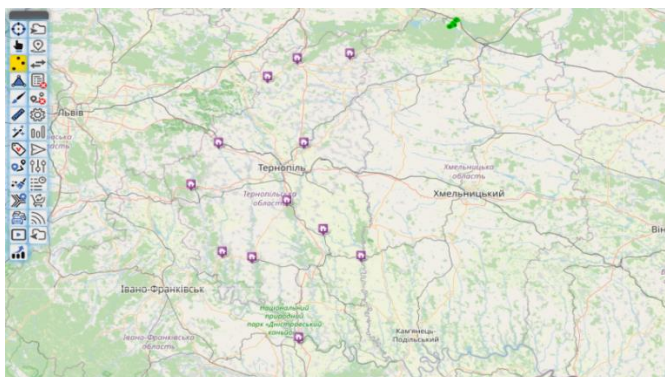 Львів
Тернопіль
Хмельницька
область
Тернопільська
область
Хмельницький
Він
Івано-Франківськ
національний
природний
парк «Дністровський
каньйон»
Кам'янець-
Подільський
Івано-Франківська
область